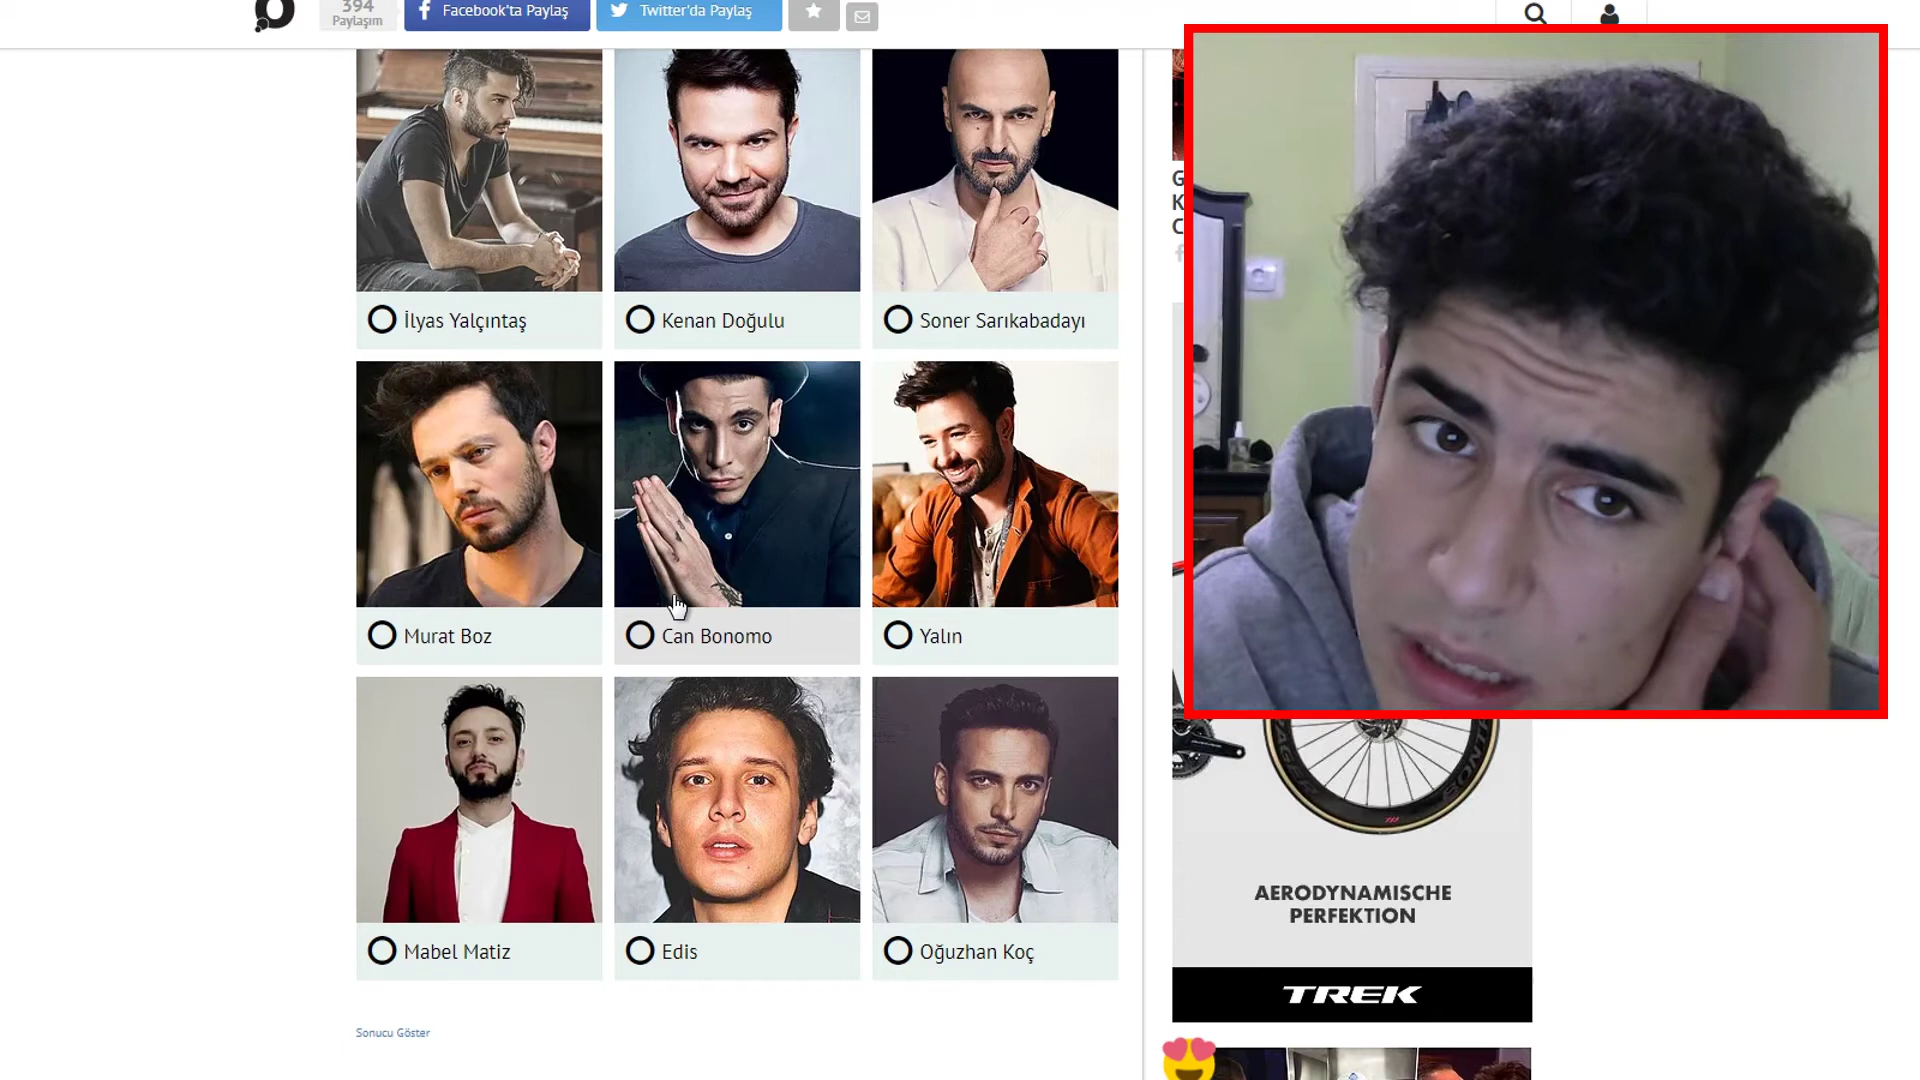 394
Paylaşım
Facebook'ta Paylaş
Twitter'da Paylaş
İlyas Yalçıntaş
Kenan Doğulu
Soner Sarıkabadayı
G
K
C
Murat Boz
Can Bonomo
Yalın
Mabel Matiz
Edis
Oğuzhan Koç
AERODYNAMISCHE
PERFEKTION
TREK
Sonucu Göster